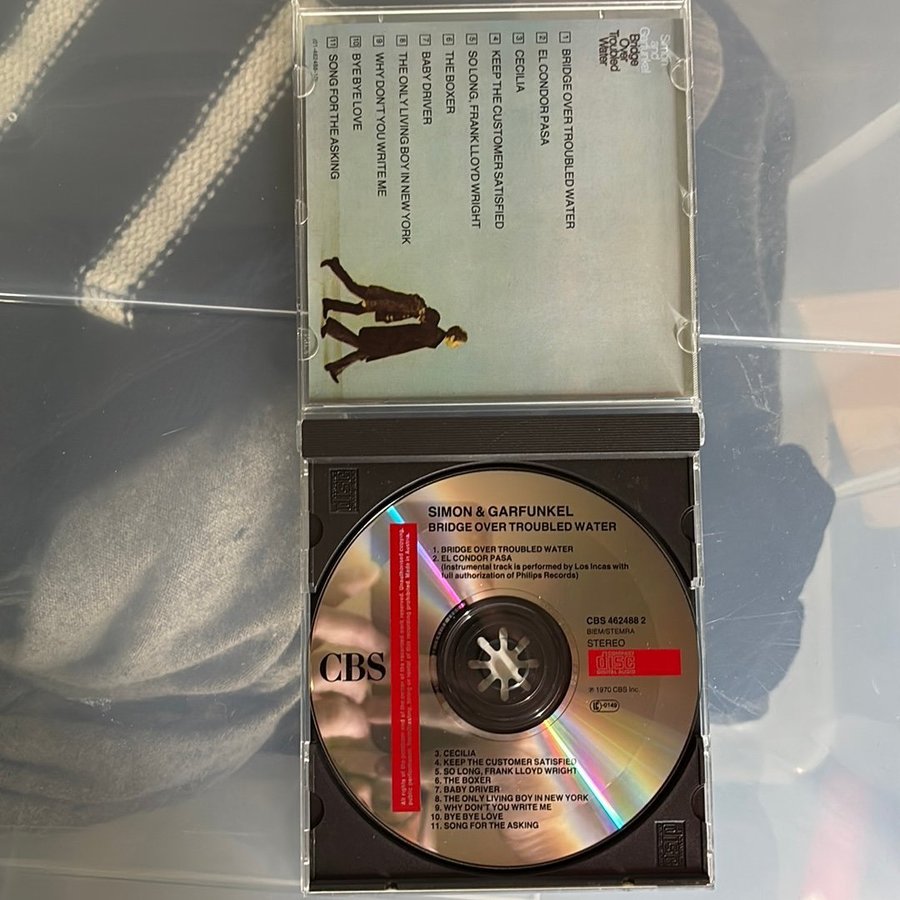 Simon
and
Garfunkel
Bridge
Over
Troubled
Water
1 BRIDGE OVER TROUBLED WATER
2 EL CONDOR PASA
3 CECILIA
4 KEEP THE CUSTOMER SATISFIED
5 SO LONG, FRANK LLOYD WRIGHT
6 THE BOXER
7 BABY DRIVER
8 THE ONLY LIVING BOY IN NEW YORK
9 WHY DON'T YOU WRITE ME
10 BYE BYE LOVE
11 SONG FOR THE ASKING
01-462488-10
SIMON & GARFUNKEL
BRIDGE OVER TROUBLED WATER
1. BRIDGE OVER TROUBLED WATER
2. EL CONDOR PASA
(Instrumental track is performed by Los Incas with
full authorization of Philips Records)
CBS 462488 2
BIEM/STEMRA
STEREO
COMPACT
disc
DIGITAL AUDIO
CBS
℗ 1970 CBS Inc.
LC-0149
3. CECILIA
4. KEEP THE CUSTOMER SATISFIED
5. SO LONG, FRANK LLOYD WRIGHT
6. THE BOXER
7. BABY DRIVER
8. THE ONLY LIVING BOY IN NEW YORK
9. WHY DON'T YOU WRITE ME
10. BYE BYE LOVE
11. SONG FOR THE ASKING